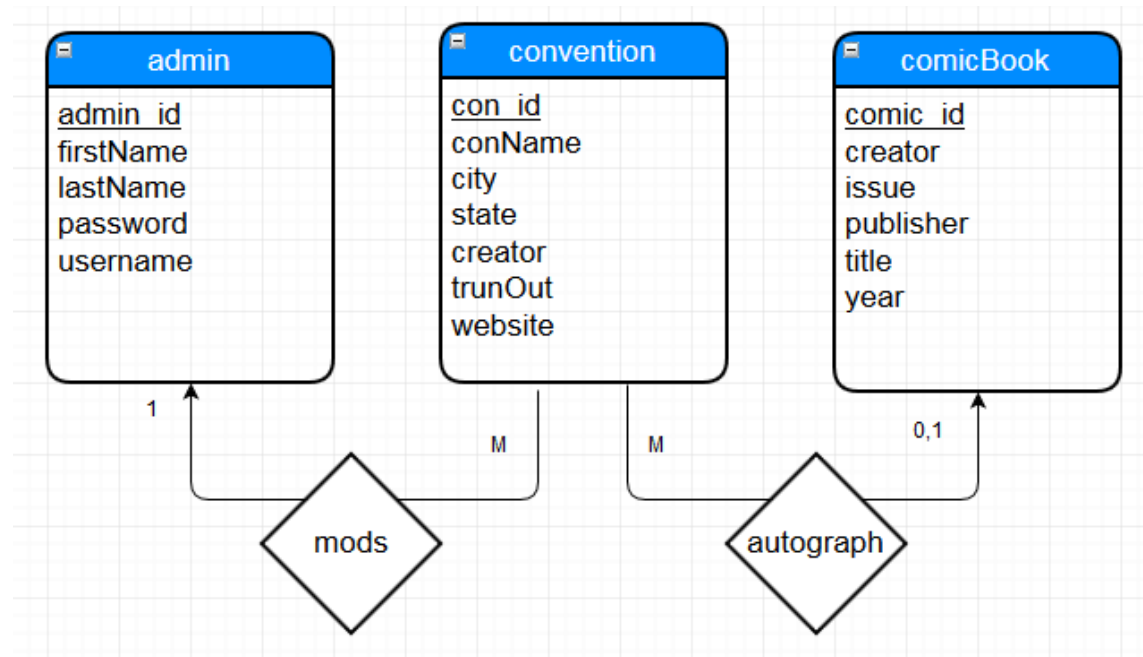 admin
admin_id
firstName
lastName
password
username
convention
con_id
conName
city
state
creator
trunOut
website
comicBook
comic_id
creator
issue
publisher
title
year
1
M
M
0,1
mods
autograph